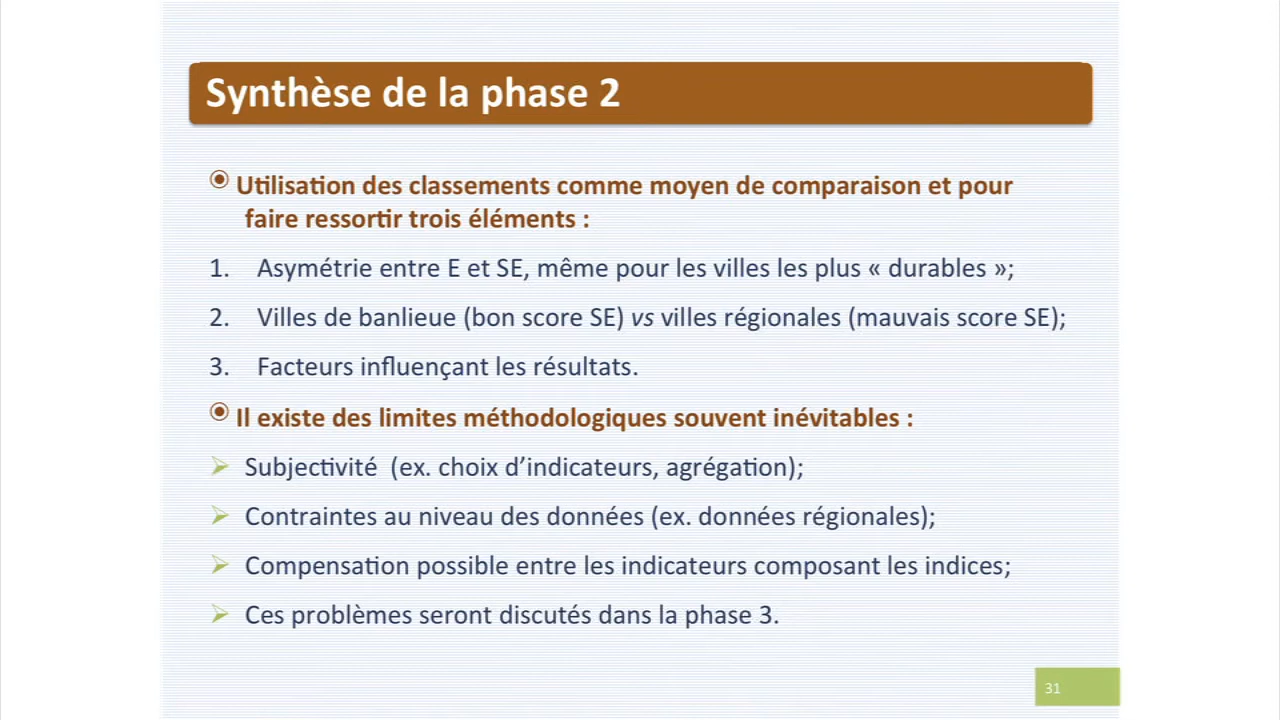 Synthèse de la phase 2
Utilisation des classements comme moyen de comparaison et pour
faire ressortir trois éléments :
1. Asymétrie entre E et SE, même pour les villes les plus « durables »;
2. Villes de banlieue (bon score SE) vs villes régionales (mauvais score SE);
3. Facteurs influençant les résultats.
Il existe des limites méthodologiques souvent inévitables :
Subjectivité (ex. choix d’indicateurs, agrégation);
Contraintes au niveau des données (ex. données régionales);
Compensation possible entre les indicateurs composant les indices;
Ces problèmes seront discutés dans la phase 3.
31